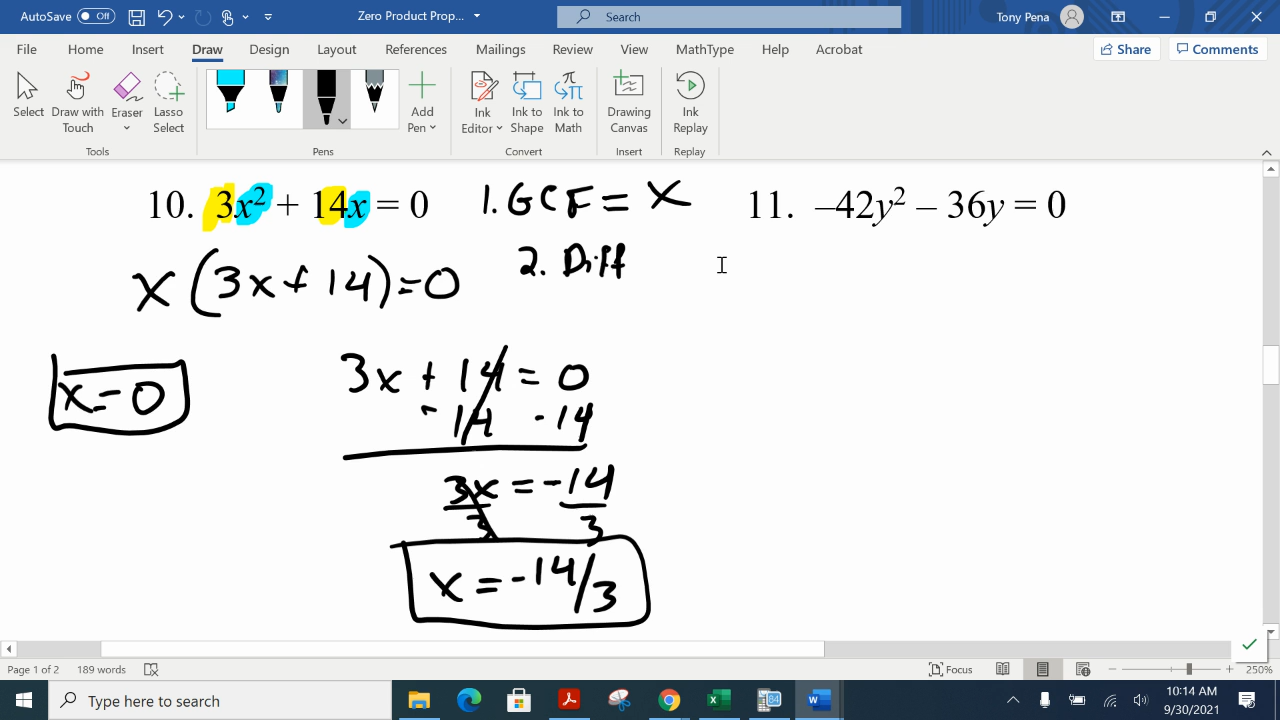 AutoSave Off Zero Product Prop... Search Tony Pena
File Home Insert Draw Design Layout References Mailings Review View MathType Help Acrobat Share Comments
Select Draw with Touch Eraser Lasso Select Add Pen Ink Editor Ink to Shape Ink to Math Drawing Canvas Ink Replay
Tools Pens Convert Insert Replay
10. 3x² + 14x = 0
1. GCF = x
11. –42y² – 36y = 0
2. Diff
x(3x+14)=0
3x + 14 = 0
x=0
- 14 -14
3x = -14
3 3
x = -14/3
Page 1 of 2 189 words Focus 250%
Type here to search 84 10:14 AM
9/30/2021